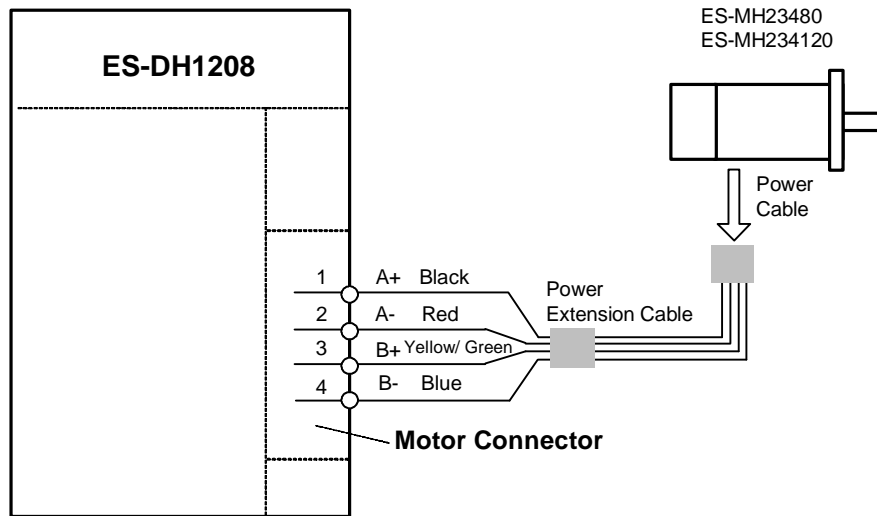 ES-MH23480
ES-MH234120
ES-DH1208
Power
Cable
1 A+ Black
2 A- Red
3 B+ Yellow/ Green
4 B- Blue
Power
Extension Cable
Motor Connector